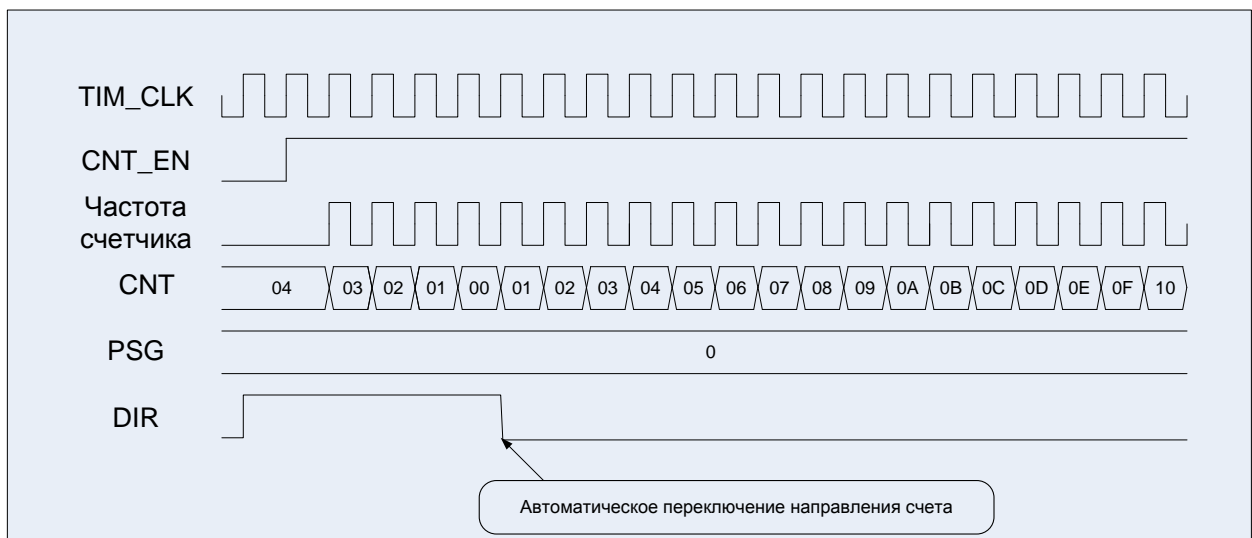 TIM_CLK
CNT_EN
Частота
счетчика
CNT
04 03 02 01 00 01 02 03 04 05 06 07 08 09 0A 0B 0C 0D 0E 0F 10
PSG
0
DIR
Автоматическое переключение направления счета